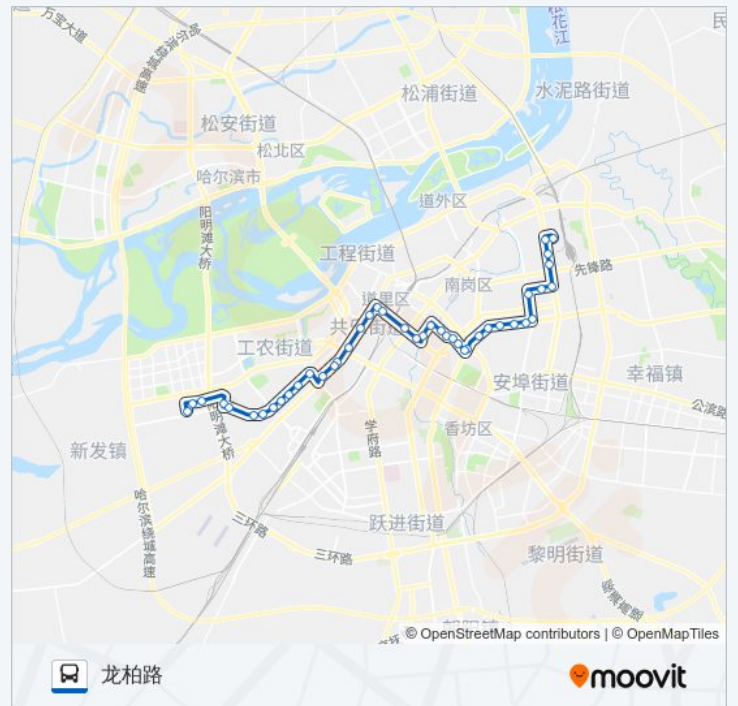 万宝大道
哈尔滨绕城高速
松花江
民
松浦街道
水泥路街道
松安街道
松北区
哈尔滨市
道外区
阳明滩大桥
工程街道
先锋路
南岗区
道里区
工农街道
安埠街道
幸福镇
公滨路
阳明滩大桥
学府路
香坊区
新发镇
哈尔滨绕城高速
三环路
跃进街道
三环路
黎明街道
© OpenStreetMap contributors | © OpenMapTiles
龙柏路
moovit